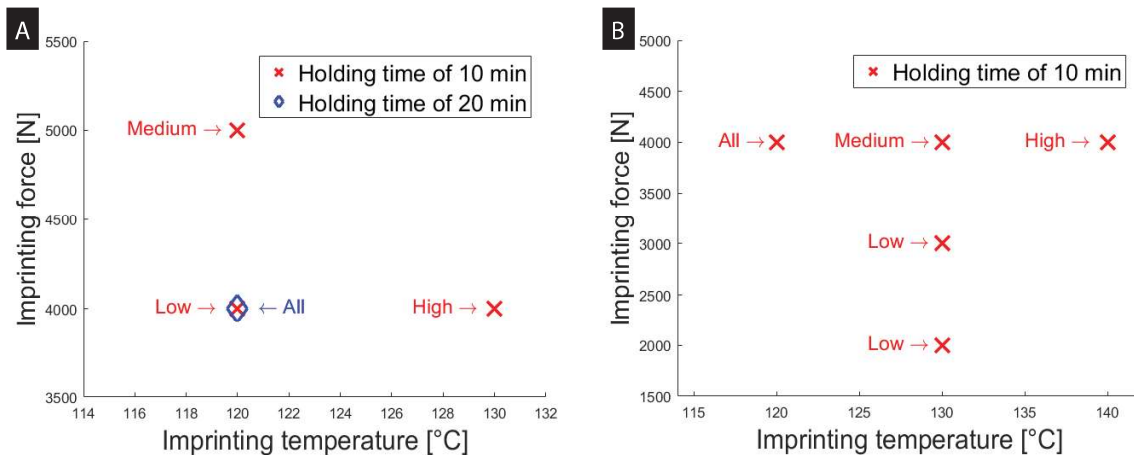 A
5500
5000
4500
4000
3500
Imprinting force [N]
× Holding time of 10 min
Holding time of 20 min
Medium →
Low →
← All
High →
114 116 118 120 122 124 126 128 130 132
Imprinting temperature [°C]
B
5000
4500
4000
3500
3000
2500
2000
1500
Imprinting force [N]
× Holding time of 10 min
All →
Medium →
High →
Low →
Low →
115 120 125 130 135 140
Imprinting temperature [°C]